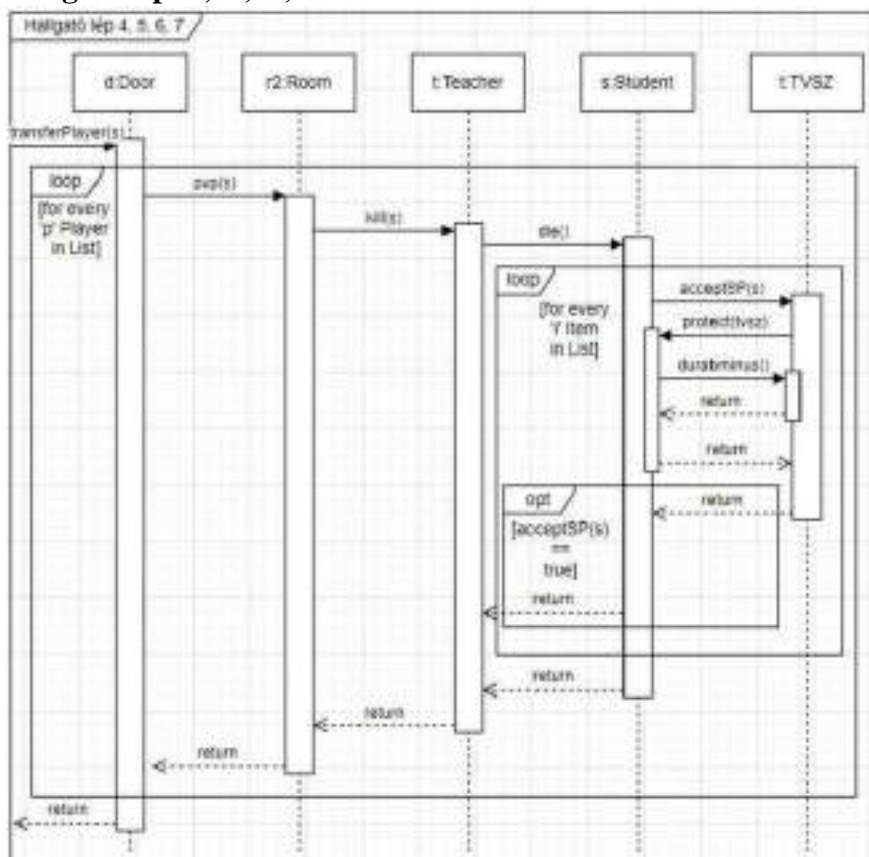 Hallgató lép 4, 5, 6, 7
d:Door
r2:Room
t:Teacher
s:Student
t:TVSZ
transferPlayer(s)
loop
[for every
'p' Player
in List]
pvp(s)
kill(s)
die()
loop
[for every
'i' Item
in List]
acceptSP(s)
protect(tvsz)
durabminus()
return
return
opt
[acceptSP(s)
==
true]
return
return
return
return
return
return